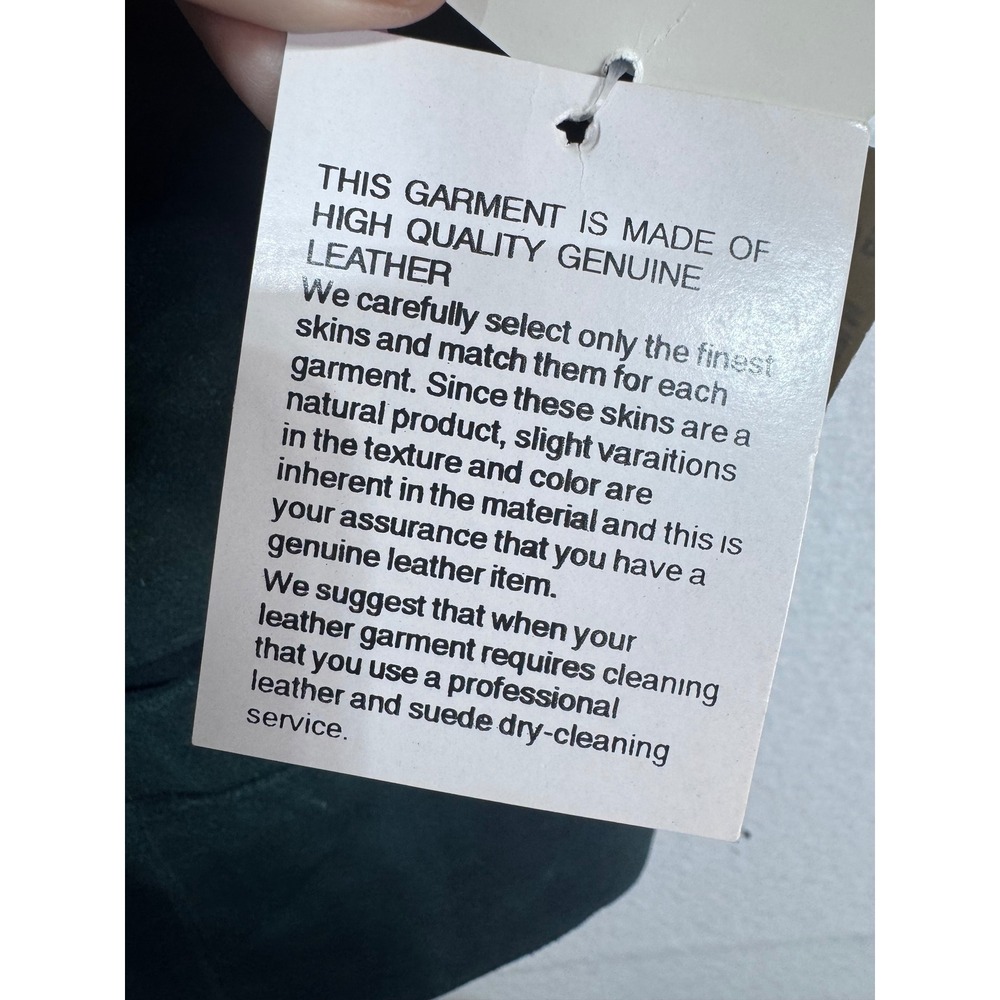 THIS GARMENT IS MADE OF
HIGH QUALITY GENUINE
LEATHER
We carefully select only the finest
skins and match them for each
garment. Since these skins are a
natural product, slight varaitions
in the texture and color are
inherent in the material and this is
your assurance that you have a
genuine leather item.
We suggest that when your
leather garment requires cleaning
that you use a professional
leather and suede dry-cleaning
service.